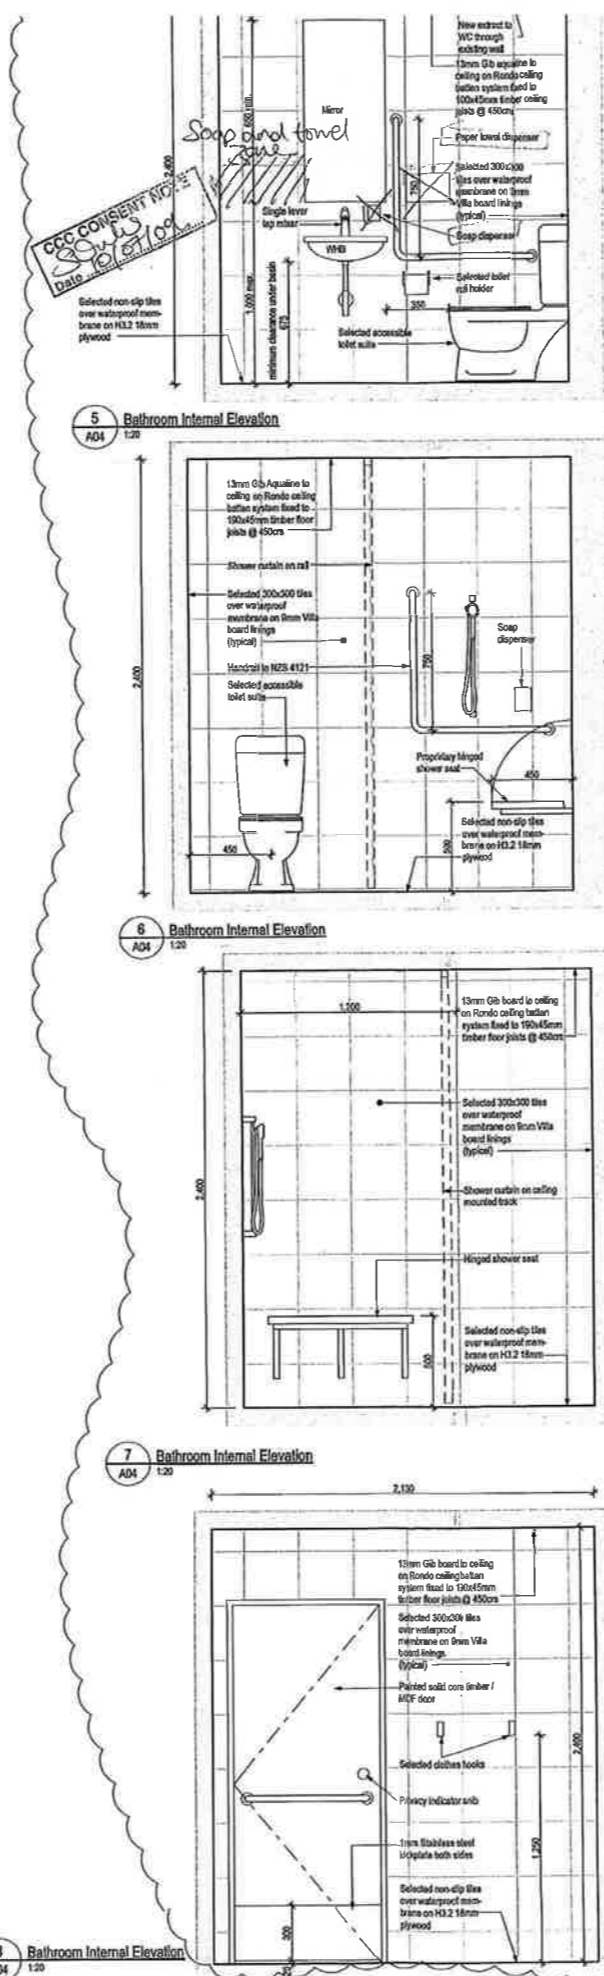 New extract to
WC through
existing wall
13mm Gib aqualine to
ceiling on Rondo ceiling
batten system fixed to
timber ceiling
joists @ 450crs
Mirror
Soap and towel
zone
Paper towel dispenser
2,400
Selected 300x300
tiles over waterproof
membrane on 9mm
Villa board linings
(typical)
750
CCC CONSENT NOTE
Date
Single lever
tap mixer
Soap dispenser
WHB
Selected toilet
roll holder
Selected non-slip tiles
over waterproof mem-
brane on H3.2 18mm
plywood
minimum clearance under basin
675
350
Selected accessible
toilet suite
5
A04
Bathroom Internal Elevation
1:20
13mm Gib Aqualine to
ceiling on Rondo ceiling
batten system fixed to
190x45mm timber floor
joists @ 450crs
Shower curtain on rail
Selected 300x300 tiles
over waterproof
membrane on 9mm Villa
board linings
(typical)
Soap
dispenser
2,400
Handrail to NZS 4121
750
Selected accessible
toilet suite
Proprietary hinged
shower seat
450
Selected non-slip tiles
over waterproof mem-
brane on H3.2 18mm
plywood
500
450
6
A04
Bathroom Internal Elevation
1:20
1,200
13mm Gib board to ceiling
on Rondo ceiling battan
system fixed to 190x45mm
timber floor joists @ 450crs
Selected 300x300 tiles
over waterproof
membrane on 9mm Villa
board linings
(typical)
2,400
Shower curtain on ceiling
mounted track
Hinged shower seat
Selected non-slip tiles
over waterproof mem-
brane on H3.2 18mm
plywood
500
7
A04
Bathroom Internal Elevation
1:20
2,130
13mm Gib board to ceiling
on Rondo ceiling battan
system fixed to 190x45mm
timber floor joists @ 450crs
Selected 300x300 tiles
over waterproof
membrane on 9mm Villa
board linings
(typical)
Painted solid core timber /
MDF door
2,400
Selected clothes hooks
Privacy indicator snib
1mm Stainless steel
kickplate both sides
1,250
Selected non-slip tiles
over waterproof mem-
brane on H3.2 18mm
plywood
300
20
Bathroom Internal Elevation
1:20